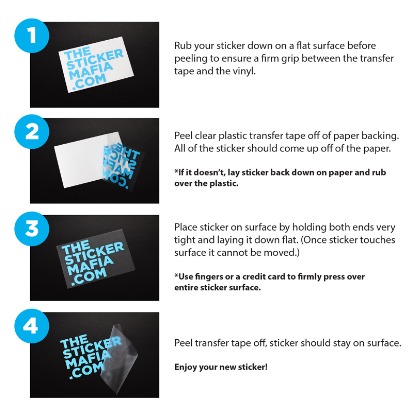 1
THE
STICKER
MAFIA
.COM
Rub your sticker down on a flat surface before
peeling to ensure a firm grip between the transfer
tape and the vinyl.
2
THE
STICKER
MAFIA
.COM
Peel clear plastic transfer tape off of paper backing.
All of the sticker should come up off of the paper.
*If it doesn't, lay sticker back down on paper and rub
over the plastic.
3
THE
STICKER
MAFIA
.COM
Place sticker on surface by holding both ends very
tight and laying it down flat. (Once sticker touches
surface it cannot be moved.)
*Use fingers or a credit card to firmly press over
entire sticker surface.
4
THE
STICKER
MAFIA
.COM
Peel transfer tape off, sticker should stay on surface.
Enjoy your new sticker!